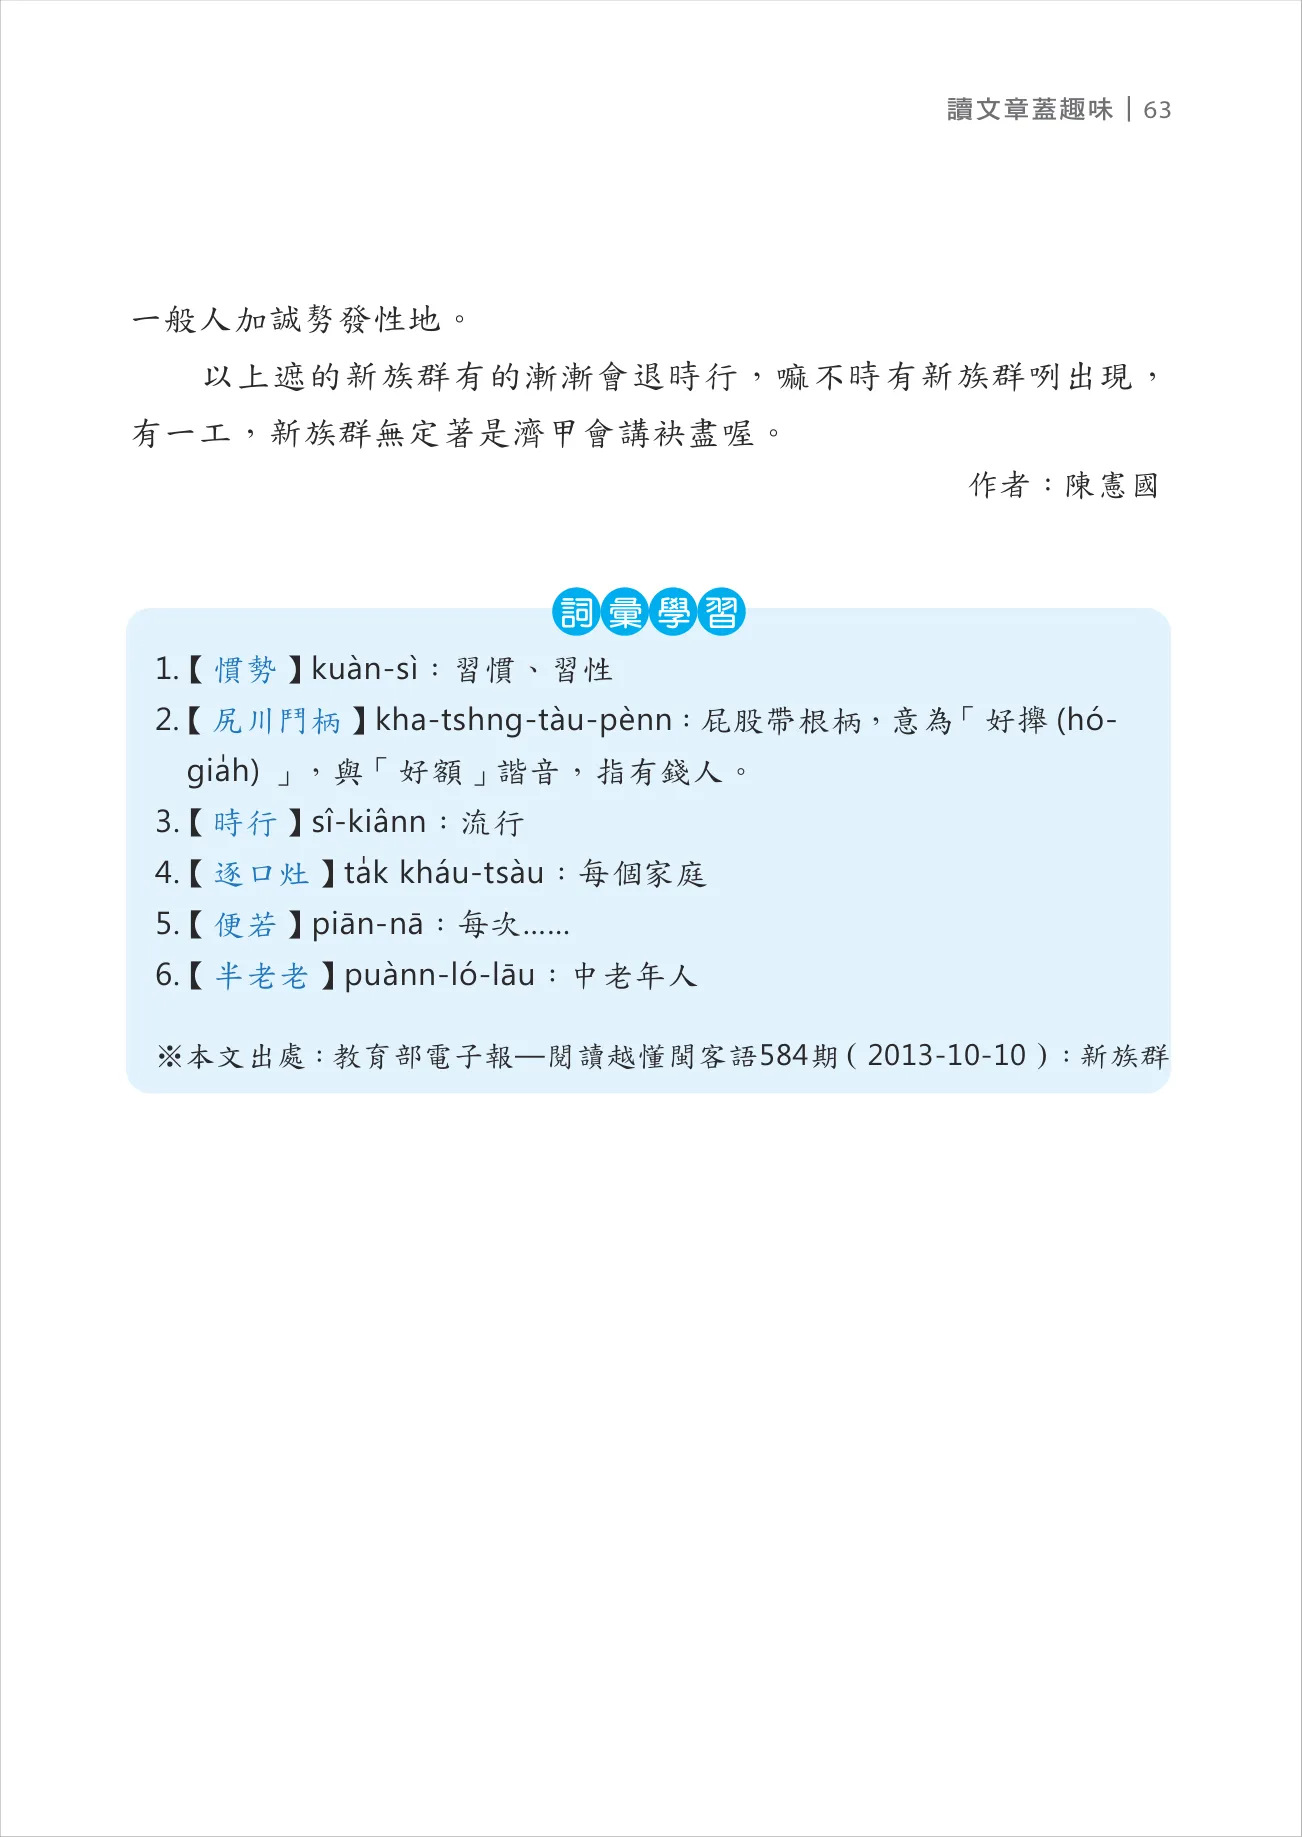 讀文章蓋趣味｜63
一般人加誠勢發性地。
以上遮的新族群有的漸漸會退時行，嘛不時有新族群咧出現，
有一工，新族群無定著是濟甲會講袂盡喔。
作者：陳憲國
詞彙學習
1.【慣勢】kuàn-sì：習慣、習性
2.【尻川鬥柄】kha-tshng-tàu-pènn：屁股帶根柄，意為「好攑 (hó-
gia̍h) 」，與「好額」諧音，指有錢人。
3.【時行】sî-kiânn：流行
4.【逐口灶】ta̍k kháu-tsàu：每個家庭
5.【便若】piān-nā：每次……
6.【半老老】puànn-ló-lāu：中老年人
※本文出處：教育部電子報—閱讀越懂閩客語584期（2013-10-10）：新族群